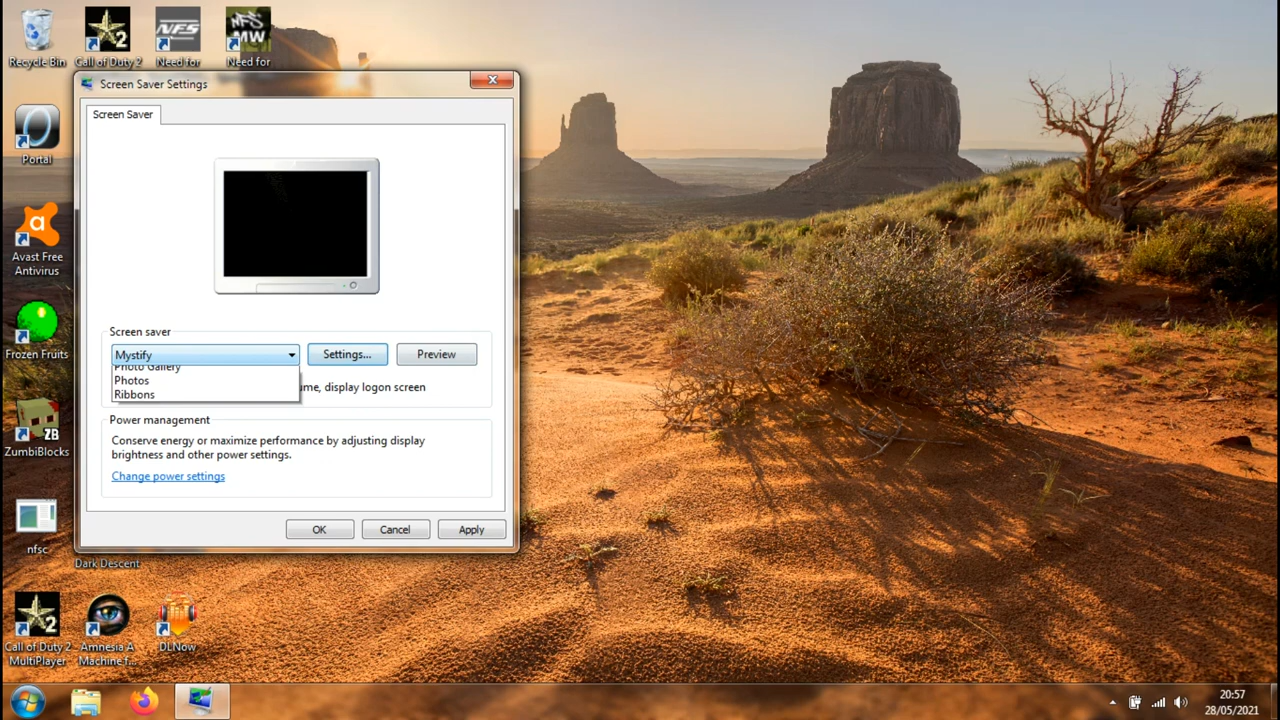 Recycle Bin
Call of Duty 2
Need for
Need for
NFS
NFS
MW
2
Portal
Avast Free
Antivirus
Frozen Fruits
ZB
ZumbiBlocks
nfsc
Dark Descent
2
Call of Duty 2
MultiPlayer
Amnesia A
Machine f...
DLNow
Screen Saver Settings
Screen Saver
Screen saver
Mystify
Settings...
Preview
Photo Gallery
Photos
Ribbons
ume, display logon screen
Power management
Conserve energy or maximize performance by adjusting display
brightness and other power settings.
Change power settings
OK
Cancel
Apply
20:57
28/05/2021